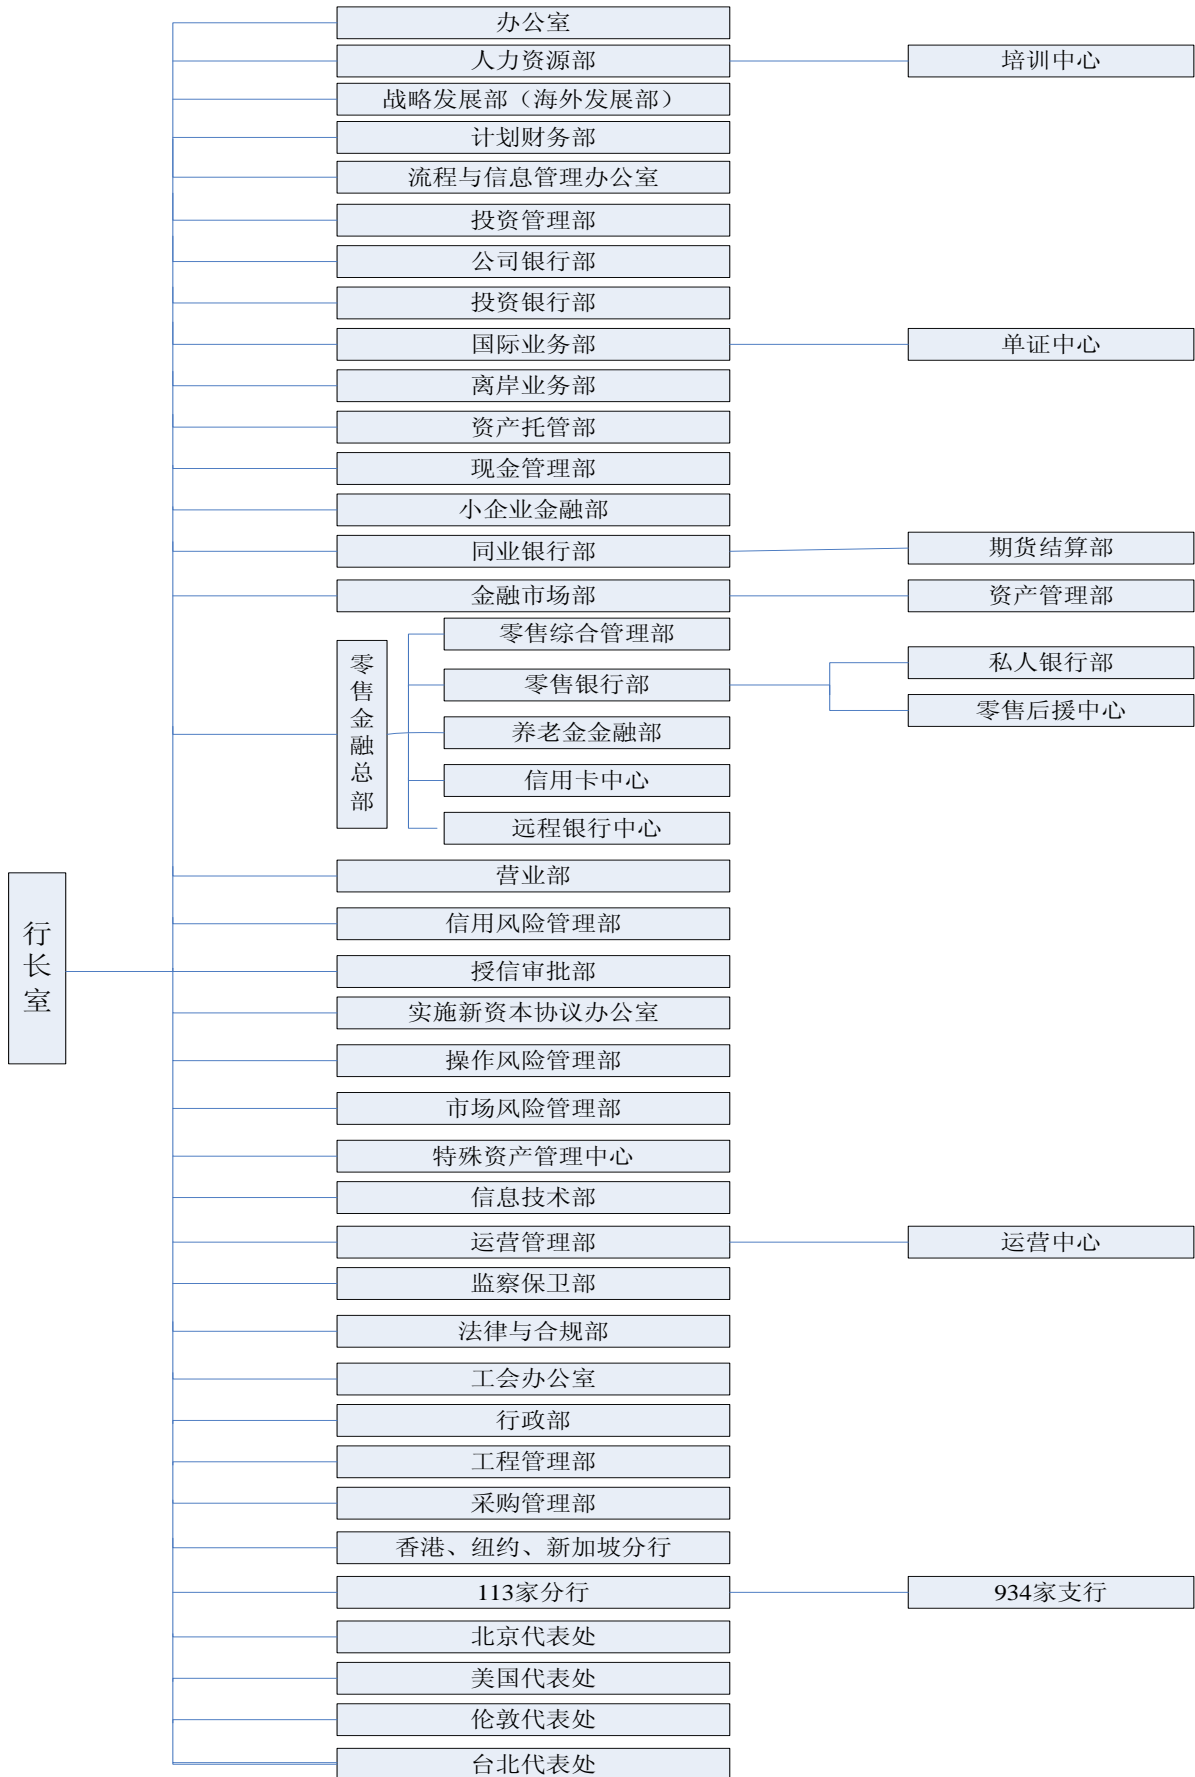 办公室
人力资源部
培训中心
战略发展部（海外发展部）
计划财务部
流程与信息管理办公室
投资管理部
公司银行部
投资银行部
国际业务部
单证中心
离岸业务部
资产托管部
现金管理部
小企业金融部
同业银行部
期货结算部
金融市场部
资产管理部
零售金融总部
零售综合管理部
零售银行部
私人银行部
零售后援中心
养老金金融部
信用卡中心
远程银行中心
行长室
营业部
信用风险管理部
授信审批部
实施新资本协议办公室
操作风险管理部
市场风险管理部
特殊资产管理中心
信息技术部
运营管理部
运营中心
监察保卫部
法律与合规部
工会办公室
行政部
工程管理部
采购管理部
香港、纽约、新加坡分行
113家分行
934家支行
北京代表处
美国代表处
伦敦代表处
台北代表处